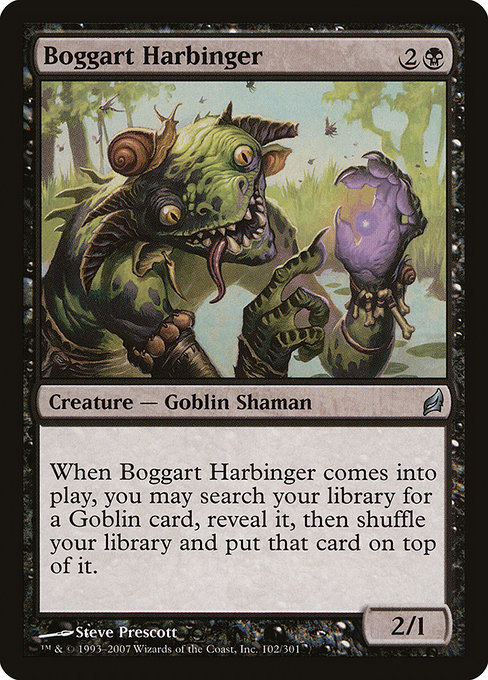 Boggart Harbinger 2
Creature — Goblin Shaman
When Boggart Harbinger comes into
play, you may search your library for
a Goblin card, reveal it, then shuffle
your library and put that card on top
of it.
Steve Prescott
2/1
™ & © 1993–2007 Wizards of the Coast, Inc. 102/301